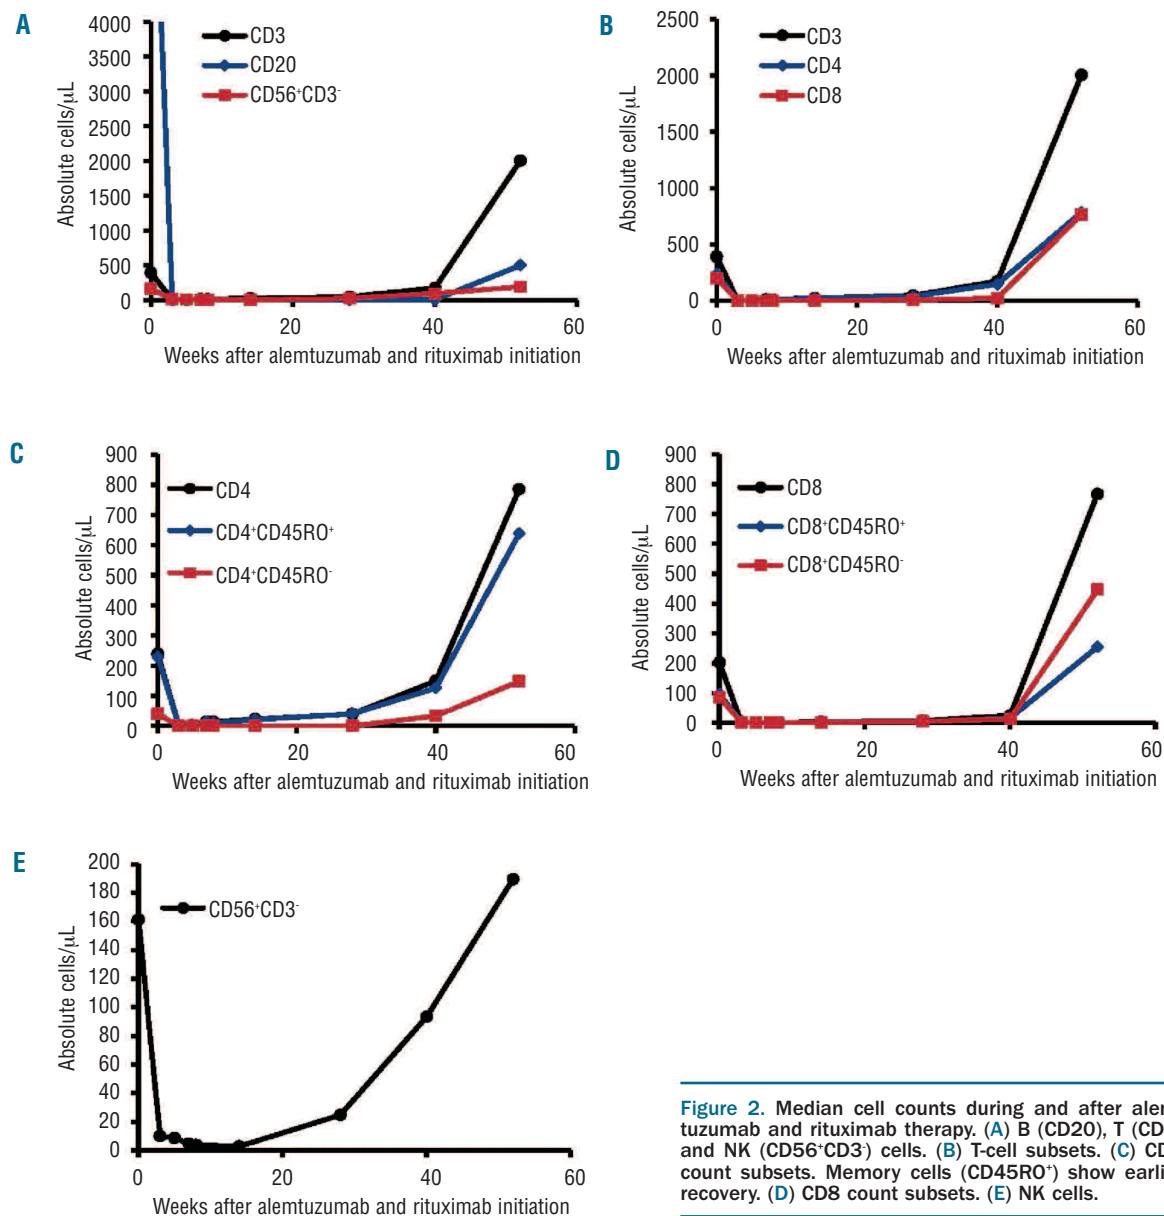 A
4000
3500
3000
2500
2000
1500
1000
500
0
Absolute cells/µL
CD3
CD20
CD56⁺CD3⁻
0 20 40 60
Weeks after alemtuzumab and rituximab initiation
B
2500
2000
1500
1000
500
0
Absolute cells/µL
CD3
CD4
CD8
0 20 40 60
Weeks after alemtuzumab and rituximab initiation
C
900
800
700
600
500
400
300
200
100
0
Absolute cells/µL
CD4
CD4⁺CD45RO⁺
CD4⁺CD45RO⁻
0 20 40 60
Weeks after alemtuzumab and rituximab initiation
D
900
800
700
600
500
400
300
200
100
0
Absolute cells/µL
CD8
CD8⁺CD45RO⁺
CD8⁺CD45RO⁻
0 20 40 60
Weeks after alemtuzumab and rituximab initiation
E
200
180
160
140
120
100
80
60
40
20
0
Absolute cells/µL
CD56⁺CD3⁻
0 20 40 60
Weeks after alemtuzumab and rituximab initiation
Figure 2. Median cell counts during and after alem-
tuzumab and rituximab therapy. (A) B (CD20), T (CD
and NK (CD56⁺CD3⁻) cells. (B) T-cell subsets. (C) CD
count subsets. Memory cells (CD45RO⁺) show earli
recovery. (D) CD8 count subsets. (E) NK cells.